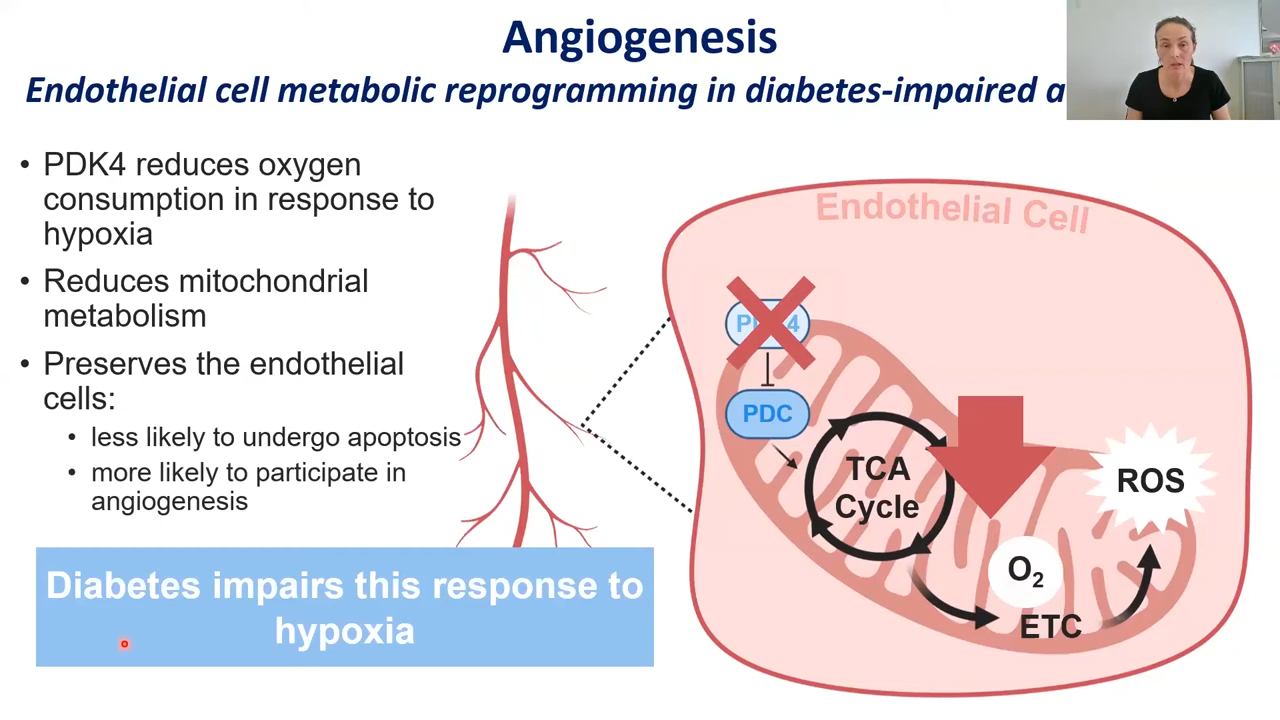 Angiogenesis
Endothelial cell metabolic reprogramming in diabetes-impaired a
• PDK4 reduces oxygen
consumption in response to
hypoxia
• Reduces mitochondrial
metabolism
• Preserves the endothelial
cells:
• less likely to undergo apoptosis
• more likely to participate in
angiogenesis
Diabetes impairs this response to
hypoxia
Endothelial Cell
PDK4
PDC
TCA
Cycle
O₂
ETC
ROS